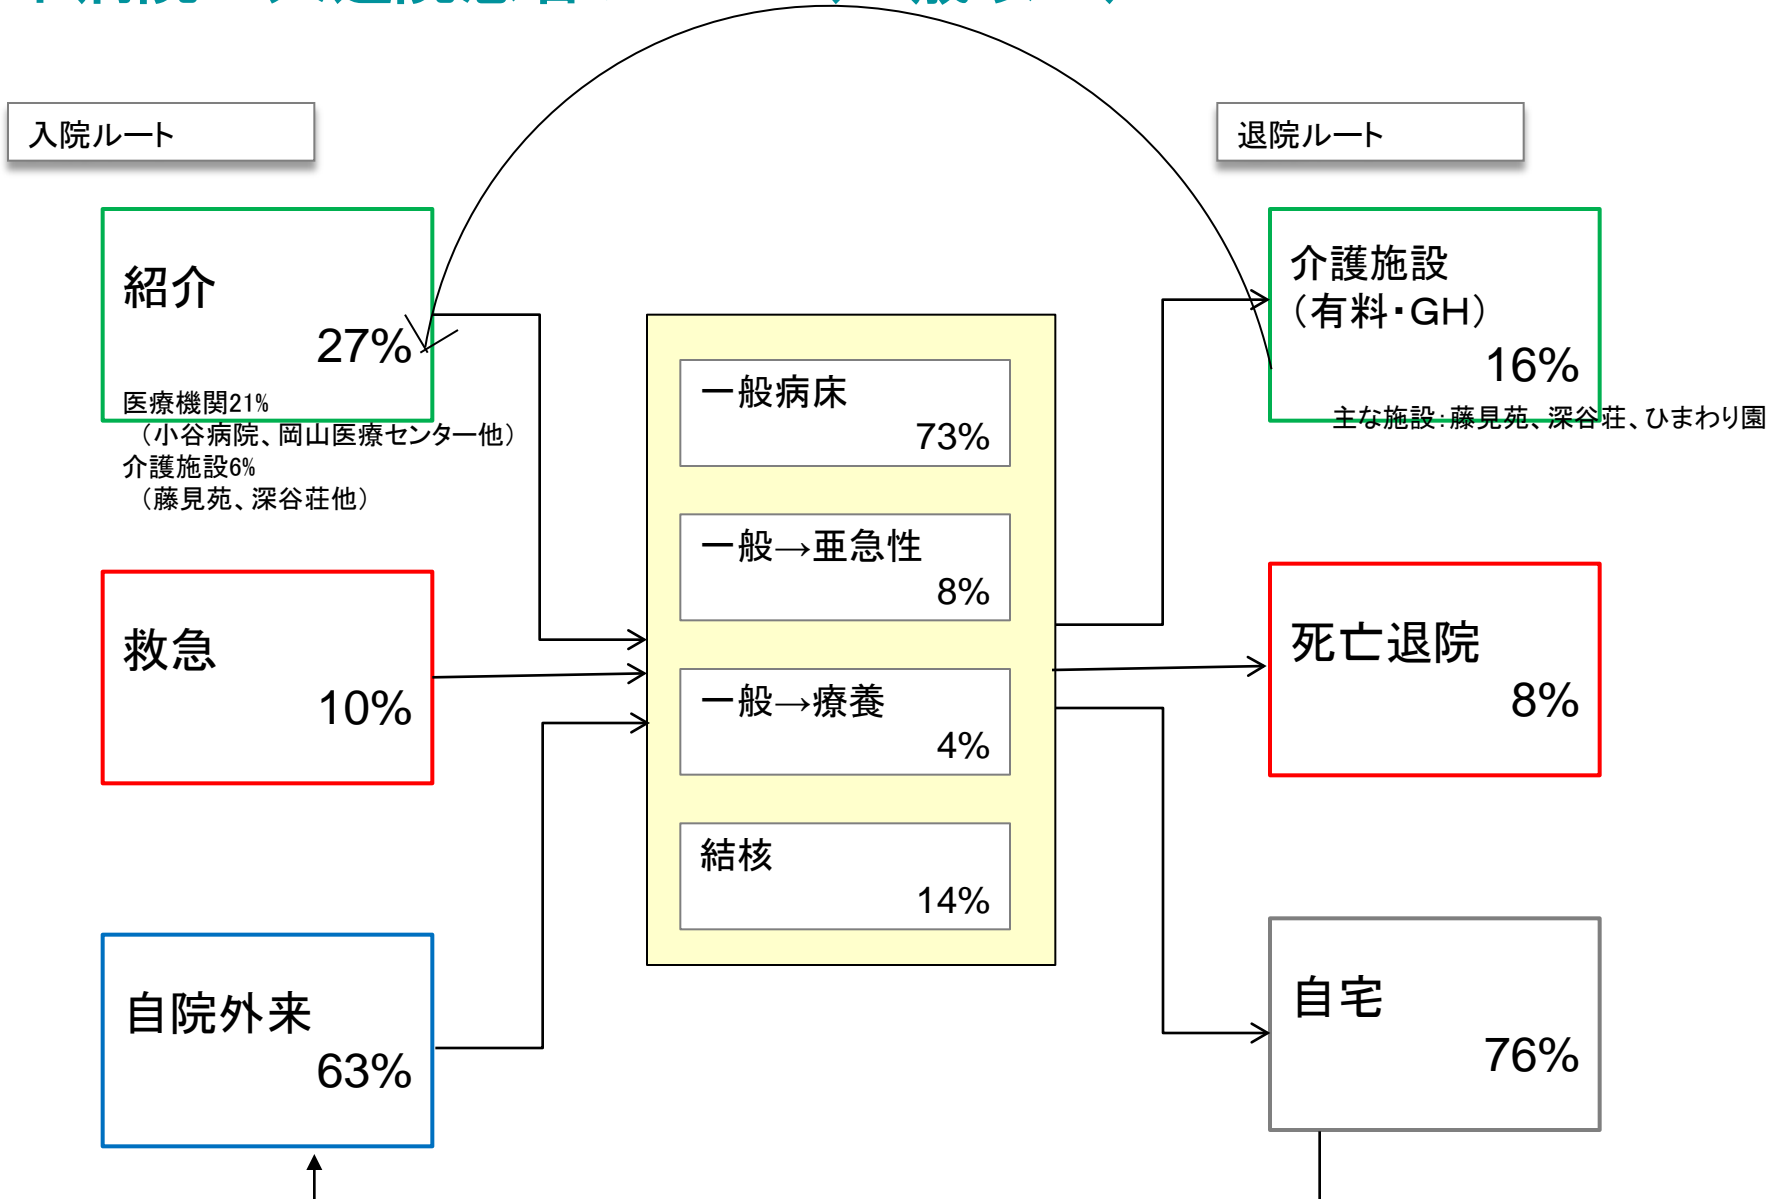 入院ルート
退院ルート
紹介
27%
医療機関21%
（小谷病院、岡山医療センター他）
介護施設6%
（藤見苑、深谷荘他）
救急
10%
自院外来
63%
一般病床
73%
一般→亜急性
8%
一般→療養
4%
結核
14%
介護施設
（有料・GH）
16%
主な施設：藤見苑、深谷荘、ひまわり園
死亡退院
8%
自宅
76%